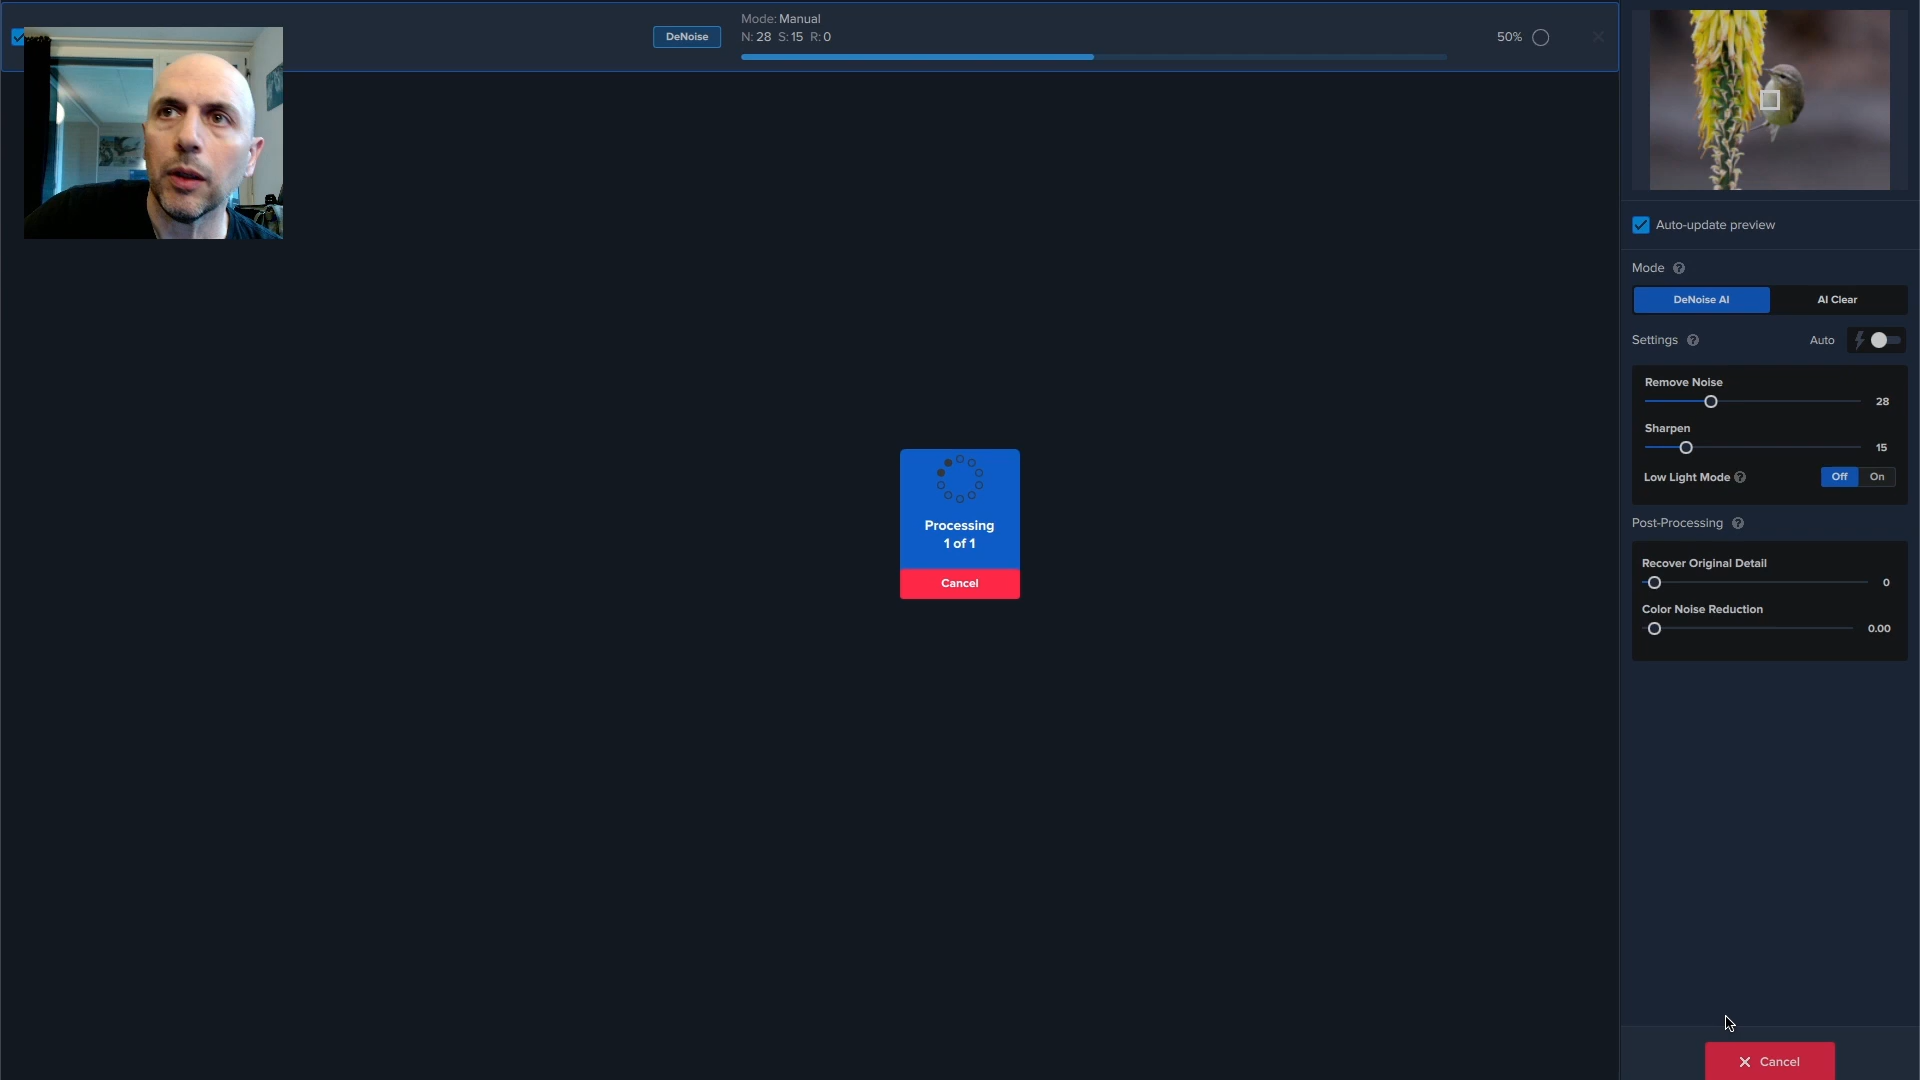 DeNoise
Mode: Manual
N: 28 S: 15 R: 0
50%
Processing
1 of 1
Cancel
Auto-update preview
Mode
DeNoise AI
AI Clear
Settings
Auto
Remove Noise
28
Sharpen
15
Low Light Mode
Off
On
Post-Processing
Recover Original Detail
0
Color Noise Reduction
0.00
Cancel